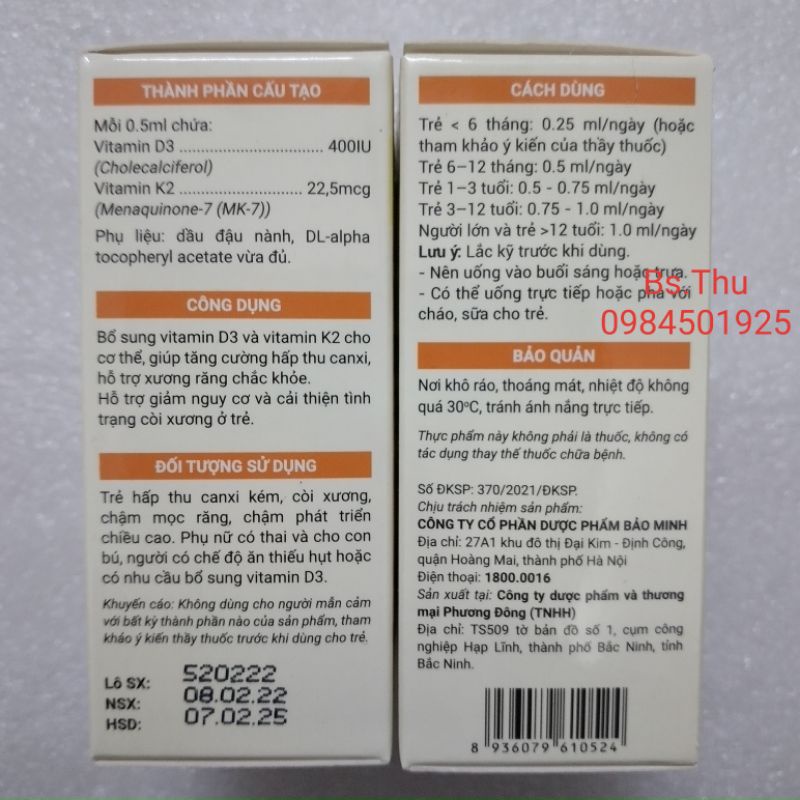 THÀNH PHẦN CẤU TẠO
Mỗi 0.5ml chứa:
Vitamin D3 .............................. 400IU
(Cholecalciferol)
Vitamin K2 .......................... 22,5mcg
(Menaquinone-7 (MK-7))
Phụ liệu: dầu đậu nành, DL-alpha
tocopheryl acetate vừa đủ.
CÔNG DỤNG
Bổ sung vitamin D3 và vitamin K2 cho
cơ thể, giúp tăng cường hấp thu canxi,
hỗ trợ xương răng chắc khỏe.
Hỗ trợ giảm nguy cơ và cải thiện tình
trạng còi xương ở trẻ.
ĐỐI TƯỢNG SỬ DỤNG
Trẻ hấp thu canxi kém, còi xương,
chậm mọc răng, chậm phát triển
chiều cao. Phụ nữ có thai và cho con
bú, người có chế độ ăn thiếu hụt hoặc
có nhu cầu bổ sung vitamin D3.
Khuyến cáo: Không dùng cho người mẫn cảm
với bất kỳ thành phần nào của sản phẩm, tham
khảo ý kiến thầy thuốc trước khi dùng cho trẻ.
Lô SX: 520222
NSX: 08.02.22
HSD: 07.02.25
CÁCH DÙNG
Trẻ < 6 tháng: 0.25 ml/ngày (hoặc
tham khảo ý kiến của thầy thuốc)
Trẻ 6–12 tháng: 0.5 ml/ngày
Trẻ 1–3 tuổi: 0.5 - 0.75 ml/ngày
Trẻ 3–12 tuổi: 0.75 - 1.0 ml/ngày
Người lớn và trẻ >12 tuổi: 1.0 ml/ngày
Lưu ý: Lắc kỹ trước khi dùng.
- Nên uống vào buổi sáng hoặc trưa.
- Có thể uống trực tiếp hoặc pha với
cháo, sữa cho trẻ.
Bs Thu
0984501925
BẢO QUẢN
Nơi khô ráo, thoáng mát, nhiệt độ không
quá 30ºC, tránh ánh nắng trực tiếp.
Thực phẩm này không phải là thuốc, không có
tác dụng thay thế thuốc chữa bệnh.
Số ĐKSP: 370/2021/ĐKSP.
Chịu trách nhiệm sản phẩm:
CÔNG TY CỔ PHẦN DƯỢC PHẨM BẢO MINH
Địa chỉ: 27A1 khu đô thị Đại Kim - Định Công,
quận Hoàng Mai, thành phố Hà Nội
Điện thoại: 1800.0016
Sản xuất tại: Công ty dược phẩm và thương
mại Phương Đông (TNHH)
Địa chỉ: TS509 tờ bản đồ số 1, cụm công
nghiệp Hạp Lĩnh, thành phố Bắc Ninh, tỉnh
Bắc Ninh.
8 936079 610524